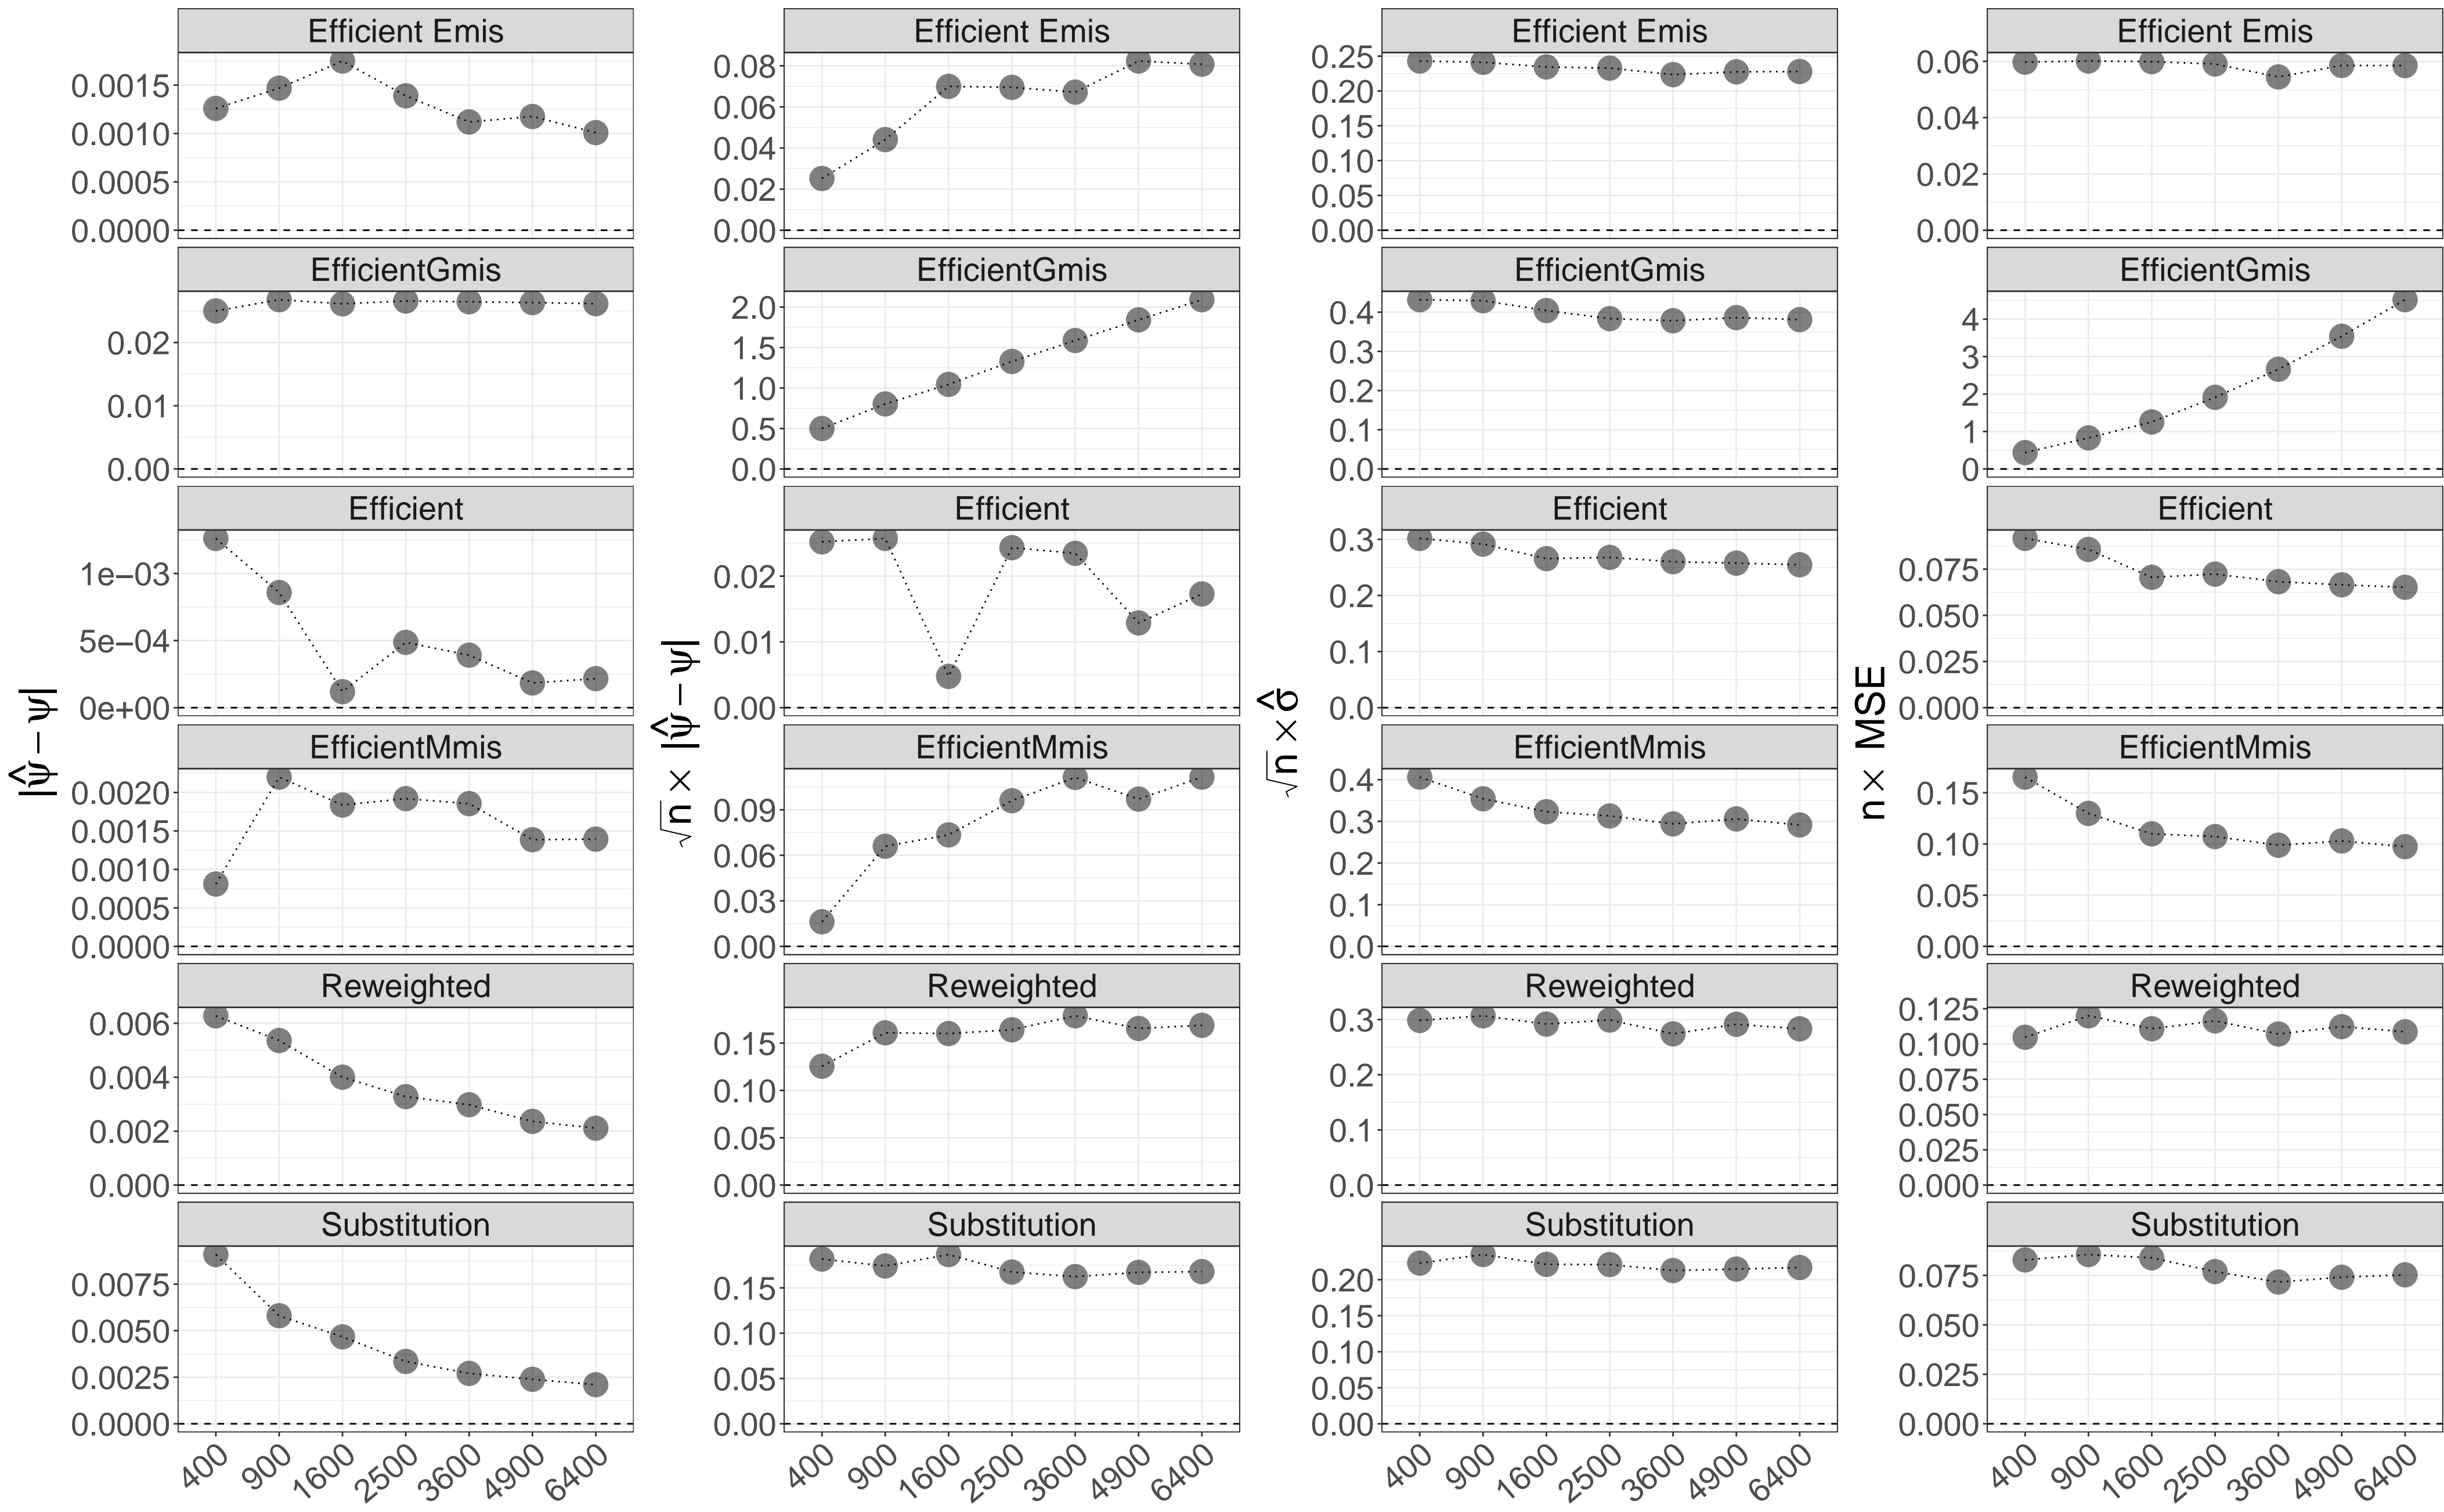 |ψ̂ − ψ|
Efficient Emis
0.0015
0.0010
0.0005
0.0000
EfficientGmis
0.02
0.01
0.00
Efficient
1e−03
5e−04
0e+00
EfficientMmis
0.0020
0.0015
0.0010
0.0005
0.0000
Reweighted
0.006
0.004
0.002
0.000
Substitution
0.0075
0.0050
0.0025
0.0000
400 900 1600 2500 3600 4900 6400
√n × |ψ̂ − ψ|
Efficient Emis
0.08
0.06
0.04
0.02
0.00
EfficientGmis
2.0
1.5
1.0
0.5
0.0
Efficient
0.02
0.01
0.00
EfficientMmis
0.09
0.06
0.03
0.00
Reweighted
0.15
0.10
0.05
0.00
Substitution
0.15
0.10
0.05
0.00
400 900 1600 2500 3600 4900 6400
√n × σ̂
Efficient Emis
0.25
0.20
0.15
0.10
0.05
0.00
EfficientGmis
0.4
0.3
0.2
0.1
0.0
Efficient
0.3
0.2
0.1
0.0
EfficientMmis
0.4
0.3
0.2
0.1
0.0
Reweighted
0.3
0.2
0.1
0.0
Substitution
0.20
0.15
0.10
0.05
0.00
400 900 1600 2500 3600 4900 6400
n × MSE
Efficient Emis
0.06
0.04
0.02
0.00
EfficientGmis
4
3
2
1
0
Efficient
0.075
0.050
0.025
0.000
EfficientMmis
0.15
0.10
0.05
0.00
Reweighted
0.125
0.100
0.075
0.050
0.025
0.000
Substitution
0.075
0.050
0.025
0.000
400 900 1600 2500 3600 4900 6400